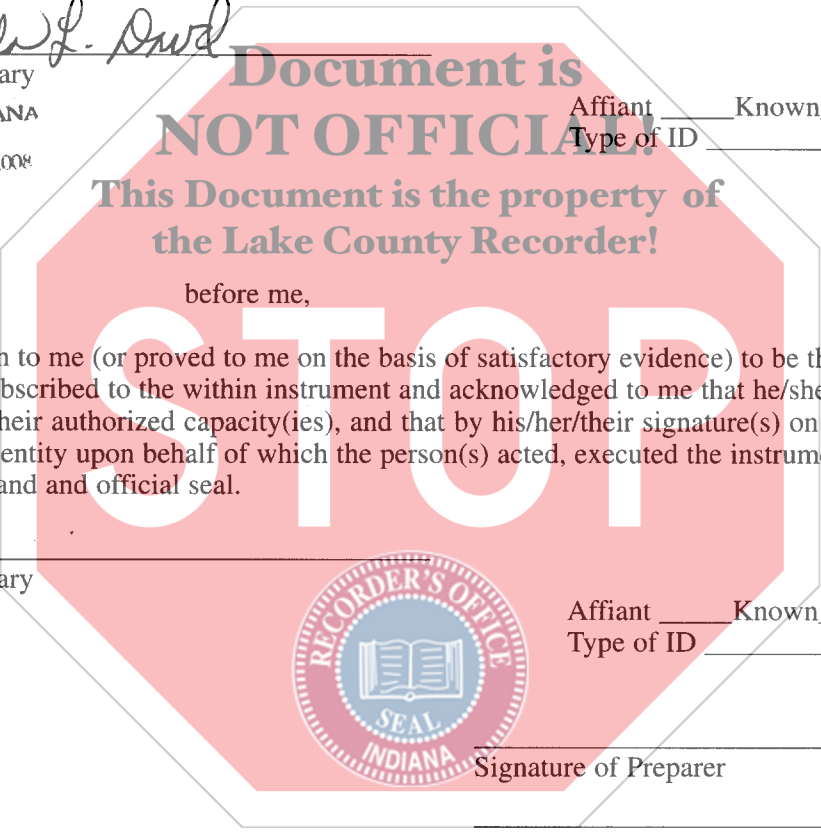 L. David
Document is
ary
Affiant _____Known
NOT OFFICIAL!
Type of ID
This Document is the property of
the Lake County Recorder!
before me,
STOP
n to me (or proved to me on the basis of satisfactory evidence) to be th
bscribed to the within instrument and acknowledged to me that he/she
heir authorized capacity(ies), and that by his/her/their signature(s) on
entity upon behalf of which the person(s) acted, executed the instrum
and and official seal.
ary
RECORDER'S OFFICE
SEAL
INDIANA
Affiant _____Known
Type of ID
Signature of Preparer